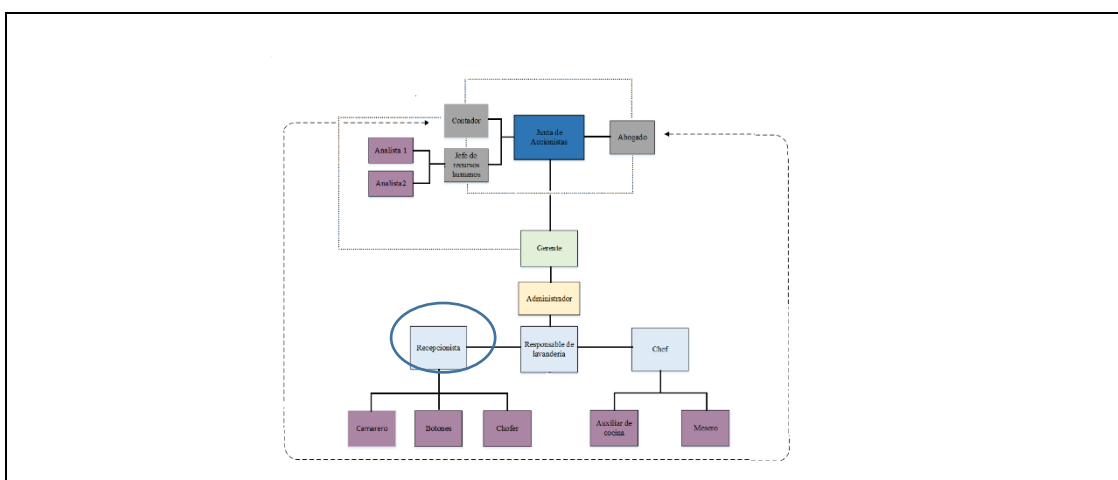 Contador
Junta de
Accionistas
Abogado
Analista 1
Jefe de
recursos
humanos
Analista2
Gerente
Administrador
Recepcionista
Responsable de
lavandería
Chef
Camarero
Botones
Chofer
Auxiliar de
cocina
Mesero